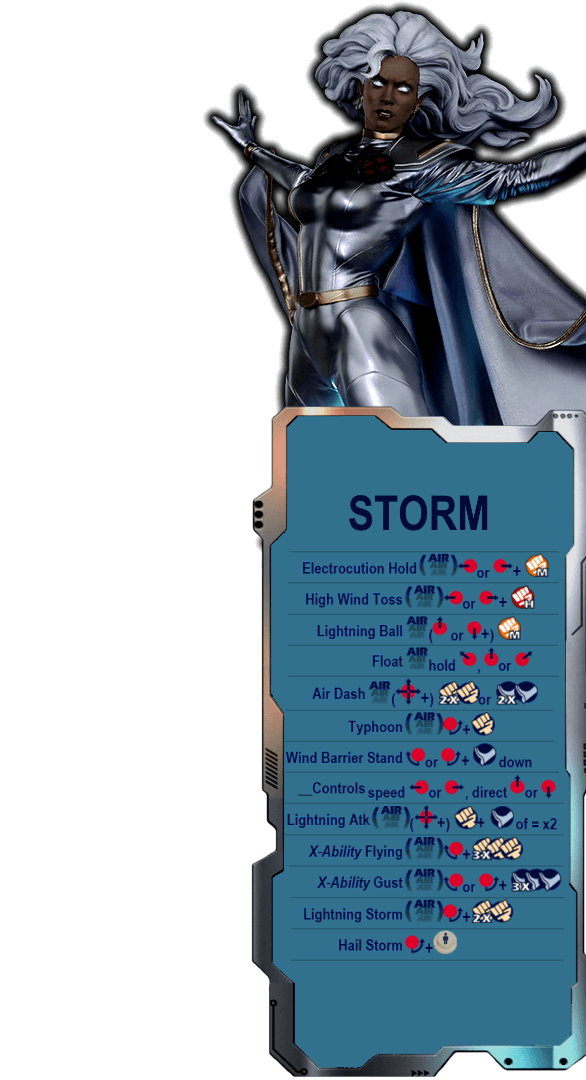 STORM
Electrocution Hold (AIR) or + M
High Wind Toss (AIR) or + H
Lightning Ball AIR ( or +) M
Float AIR hold , or
Air Dash AIR ( +) 2X or 2X
Typhoon (AIR) +
Wind Barrier Stand or + down
__Controls speed or , direct or
Lightning Atk (AIR) ( +) + of = x2
X-Ability Flying (AIR) + 3X
X-Ability Gust (AIR) or + 3X
Lightning Storm (AIR) + 2X
Hail Storm +